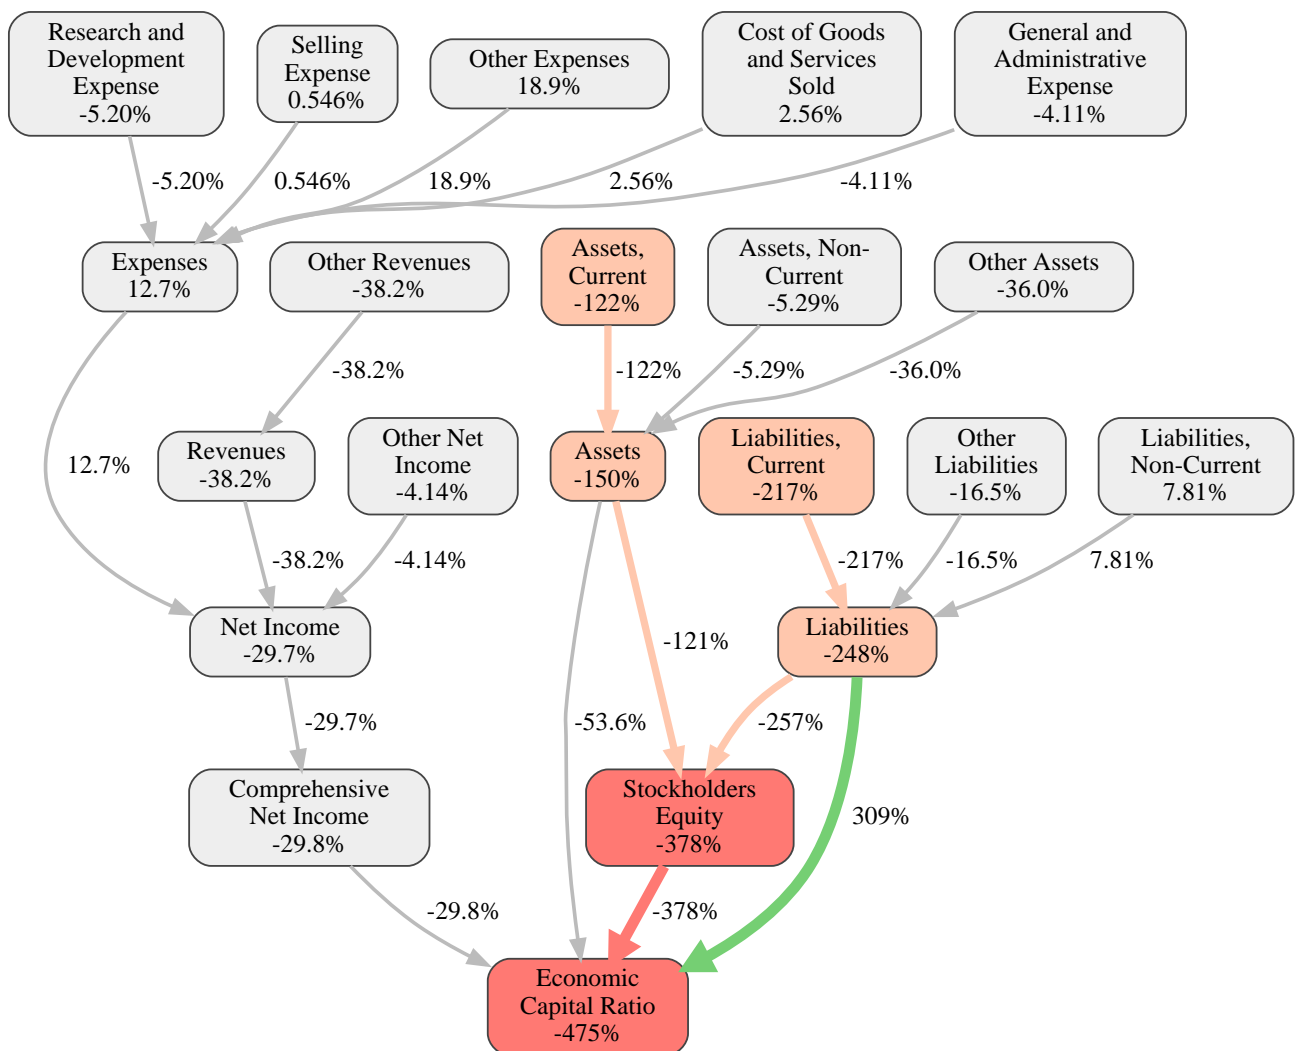 Research and
Development
Expense
-5.20%
Selling
Expense
0.546%
Other Expenses
18.9%
Cost of Goods
and Services
Sold
2.56%
General and
Administrative
Expense
-4.11%
-5.20%
0.546%
18.9%
2.56%
-4.11%
Expenses
12.7%
Other Revenues
-38.2%
Assets,
Current
-122%
Assets, Non-
Current
-5.29%
Other Assets
-36.0%
-38.2%
-122%
-5.29%
-36.0%
12.7%
Revenues
-38.2%
Other Net
Income
-4.14%
Assets
-150%
Liabilities,
Current
-217%
Other
Liabilities
-16.5%
Liabilities,
Non-Current
7.81%
-38.2%
-4.14%
-217%
-16.5%
7.81%
Net Income
-29.7%
-121%
Liabilities
-248%
-29.7%
-53.6%
-257%
Comprehensive
Net Income
-29.8%
Stockholders
Equity
-378%
309%
-29.8%
-378%
Economic
Capital Ratio
-475%